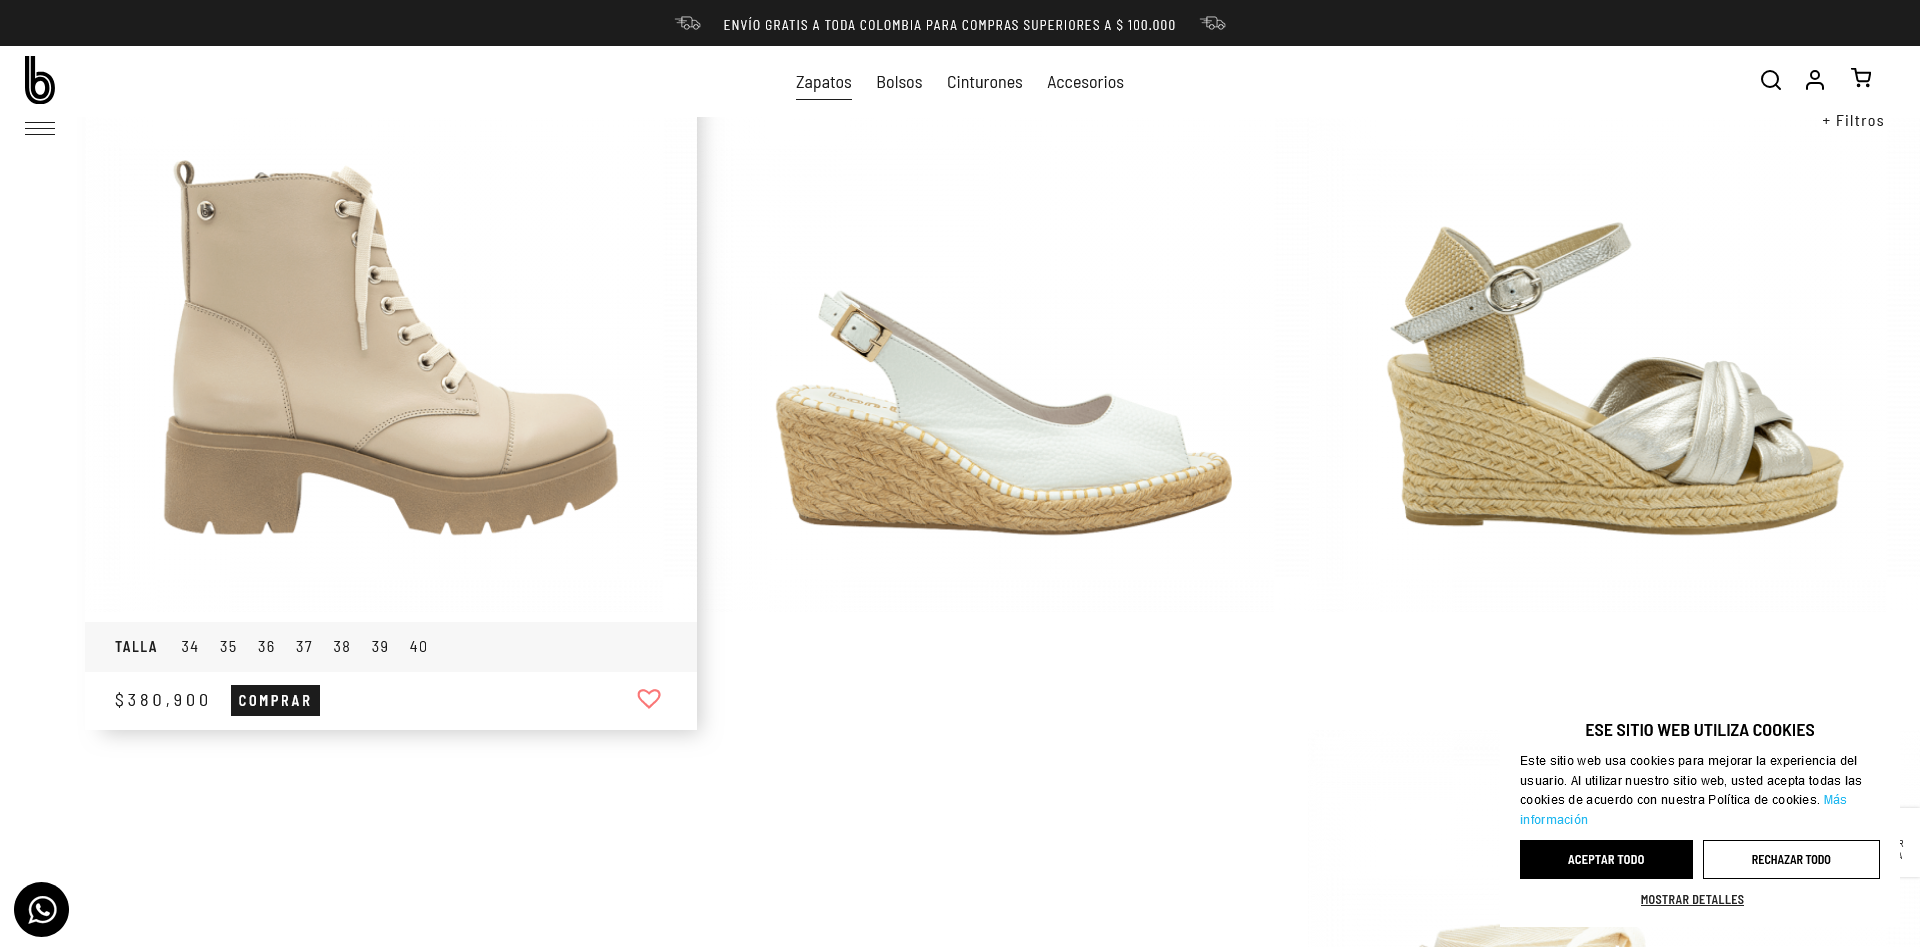 ENVÍO GRATIS A TODA COLOMBIA PARA COMPRAS SUPERIORES A $ 100.000
b
Zapatos Bolsos Cinturones Accesorios
+ Filtros
TALLA 34 35 36 37 38 39 40
$380,900 COMPRAR
ESE SITIO WEB UTILIZA COOKIES
Este sitio web usa cookies para mejorar la experiencia del
usuario. Al utilizar nuestro sitio web, usted acepta todas las
cookies de acuerdo con nuestra Política de cookies. Más
información
ACEPTAR TODO RECHAZAR TODO
MOSTRAR DETALLES